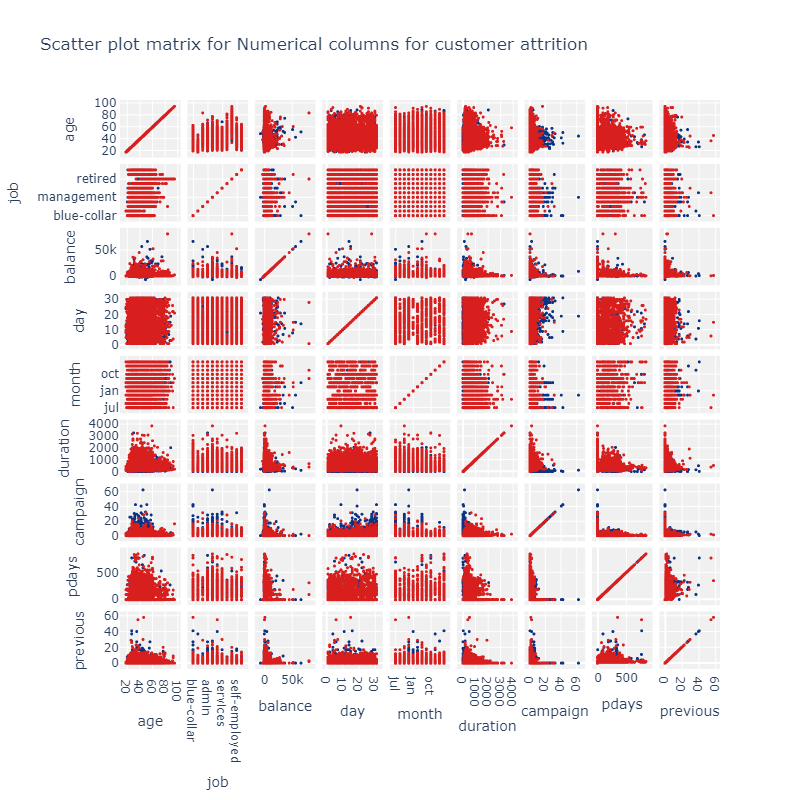 Scatter plot matrix for Numerical columns for customer attrition
100
80
60
40
20
age
retired
management
blue-collar
job
50k
0
balance
30
20
10
0
day
oct
jan
jul
month
4000
3000
2000
1000
0
duration
60
40
20
0
campaign
500
0
pdays
60
40
20
0
previous
20 40 60 80 100
age
blue-collar admin services self-employed
job
0 50k
balance
0 10 20 30
day
Jul Jan oct
month
0 1000 2000 3000 4000
duration
0 20 40 60
campaign
0 500
pdays
0 20 40 60
previous